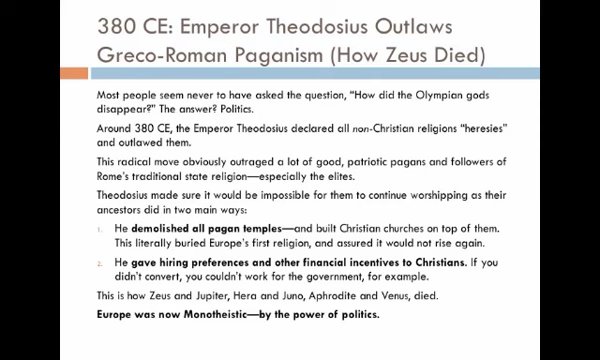 380 CE: Emperor Theodosius Outlaws
Greco-Roman Paganism (How Zeus Died)
Most people seem never to have asked the question, “How did the Olympian gods
disappear?” The answer? Politics.
Around 380 CE, the Emperor Theodosius declared all non-Christian religions “heresies”
and outlawed them.
This radical move obviously outraged a lot of good, patriotic pagans and followers of
Rome’s traditional state religion—especially the elites.
Theodosius made sure it would be impossible for them to continue worshipping as their
ancestors did in two main ways:
1. He demolished all pagan temples—and built Christian churches on top of them.
This literally buried Europe’s first religion, and assured it would not rise again.
2. He gave hiring preferences and other financial incentives to Christians. If you
didn’t convert, you couldn’t work for the government, for example.
This is how Zeus and Jupiter, Hera and Juno, Aphrodite and Venus, died.
Europe was now Monotheistic—by the power of politics.